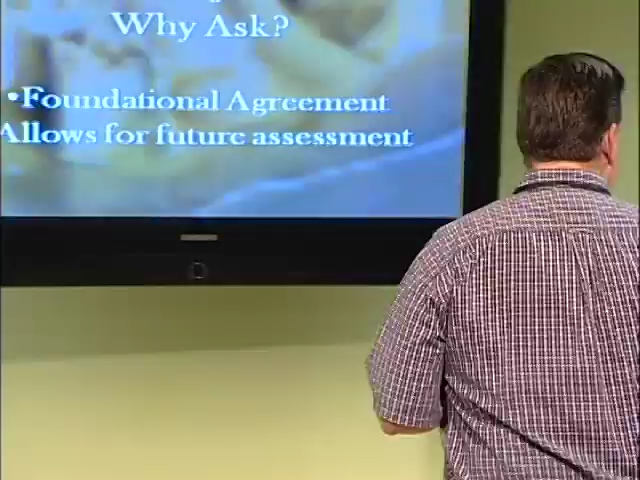 Why Ask?
•Foundational Agreement
Allows for future assessment